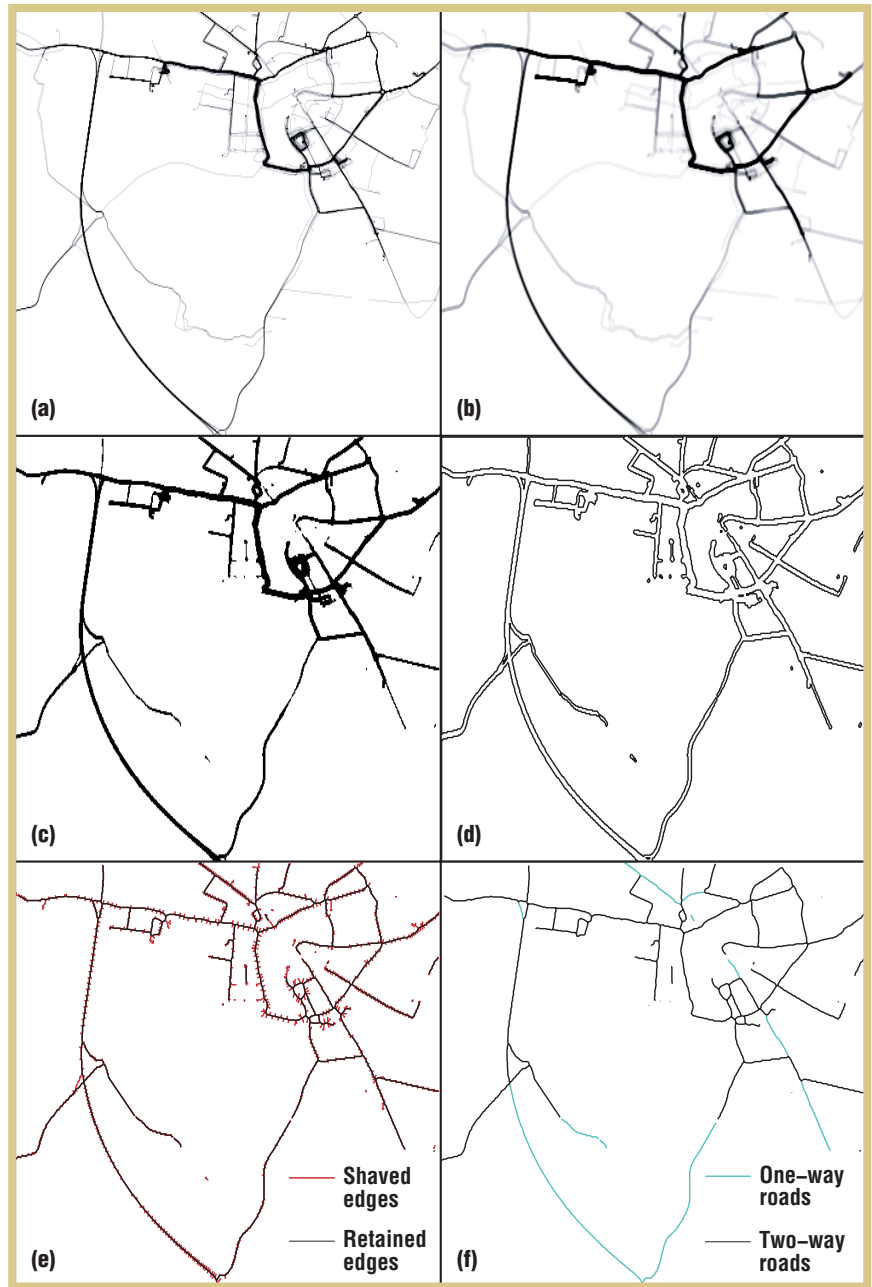 (a)
(b)
(c)
(d)
Shaved
edges
Retained
edges
(e)
One–way
roads
Two–way
roads
(f)